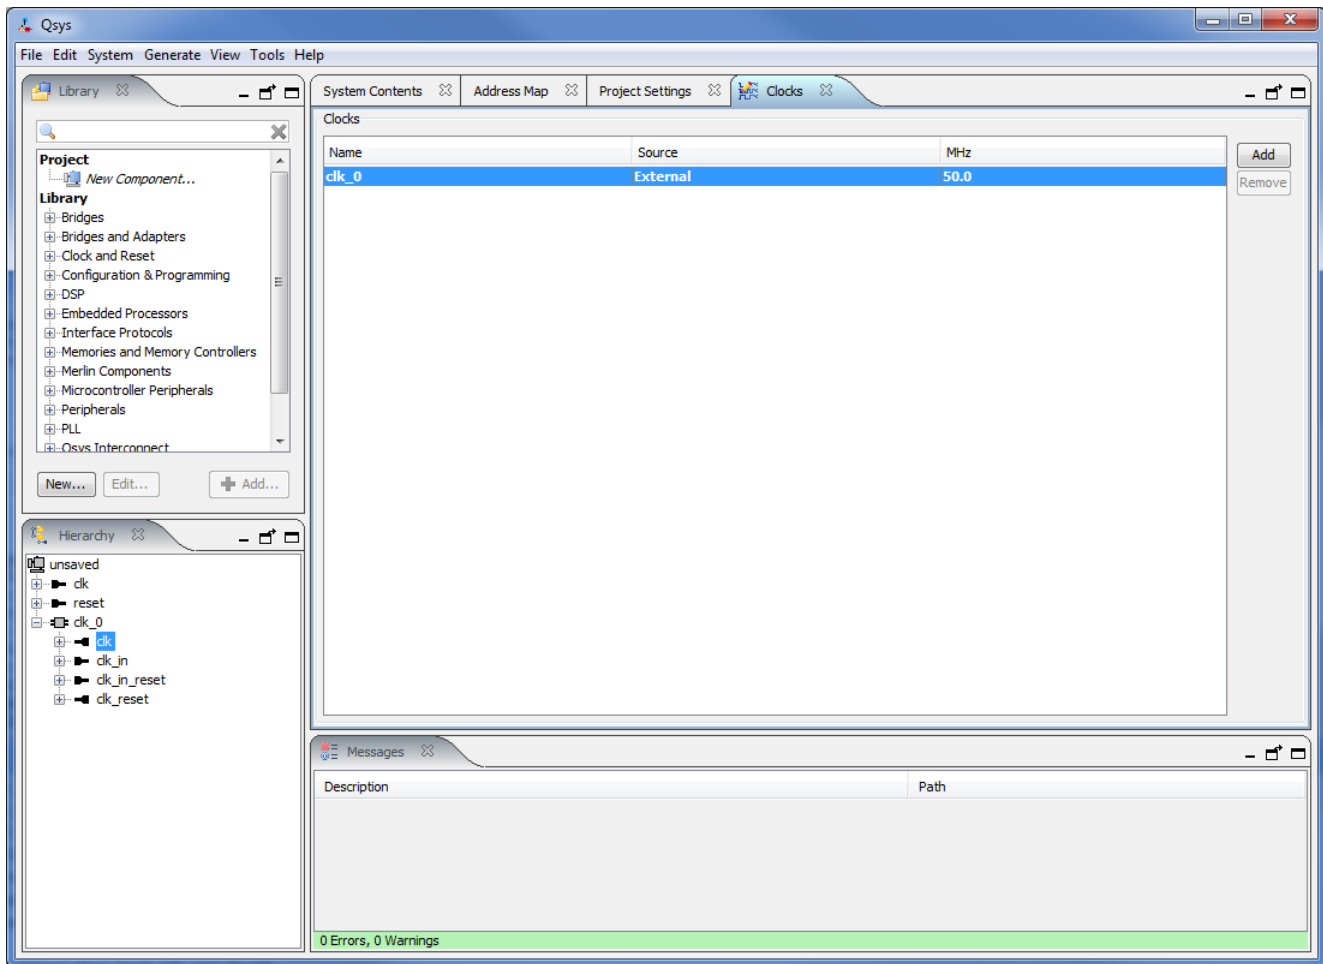 Qsys
File Edit System Generate View Tools Help
Library
Project
New Component...
Library
Bridges
Bridges and Adapters
Clock and Reset
Configuration & Programming
DSP
Embedded Processors
Interface Protocols
Memories and Memory Controllers
Merlin Components
Microcontroller Peripherals
Peripherals
PLL
Qsys Interconnect
New... Edit... Add...
Hierarchy
unsaved
clk
reset
clk_0
clk
clk_in
clk_in_reset
clk_reset
System Contents Address Map Project Settings Clocks
Clocks
Name Source MHz
clk_0 External 50.0
Add
Remove
Messages
Description Path
0 Errors, 0 Warnings